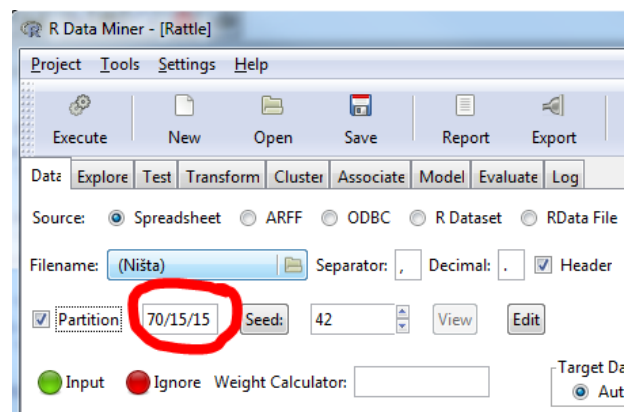 R Data Miner - [Rattle]
Project Tools Settings Help
Execute New Open Save Report Export
Data Explore Test Transform Cluster Associate Model Evaluate Log
Source: Spreadsheet ARFF ODBC R Dataset RData File
Filename: (Ništa) Separator: , Decimal: . Header
Partition 70/15/15 Seed: 42 View Edit
Target Da
Input Ignore Weight Calculator: Aut